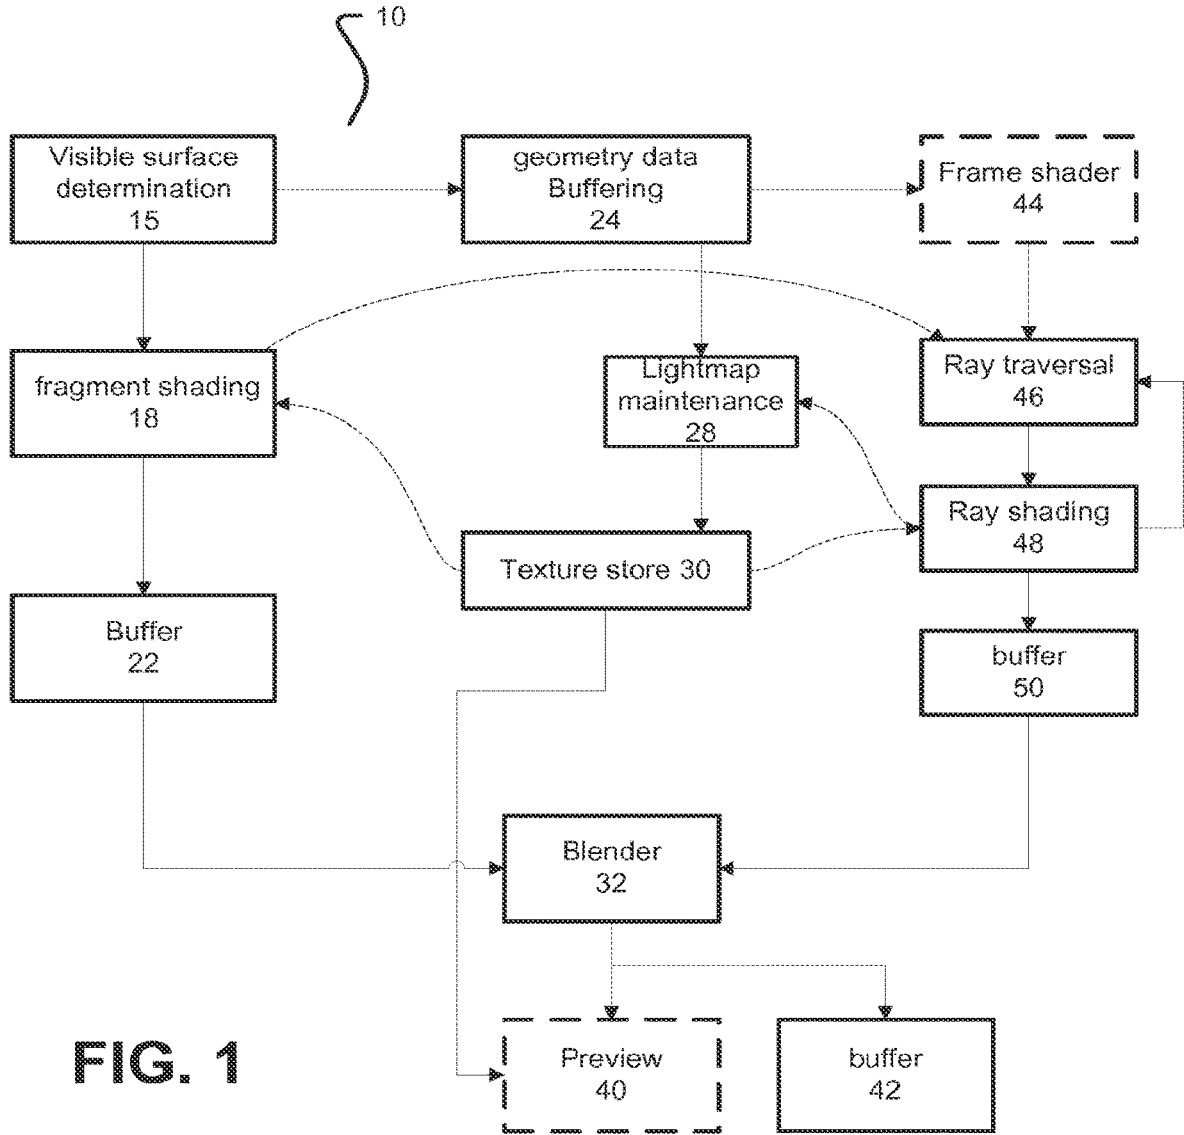 10
Visible surface
determination
15
geometry data
Buffering
24
Frame shader
44
fragment shading
18
Lightmap
maintenance
28
Ray traversal
46
Ray shading
48
Texture store 30
Buffer
22
buffer
50
Blender
32
Preview
40
buffer
42
FIG. 1